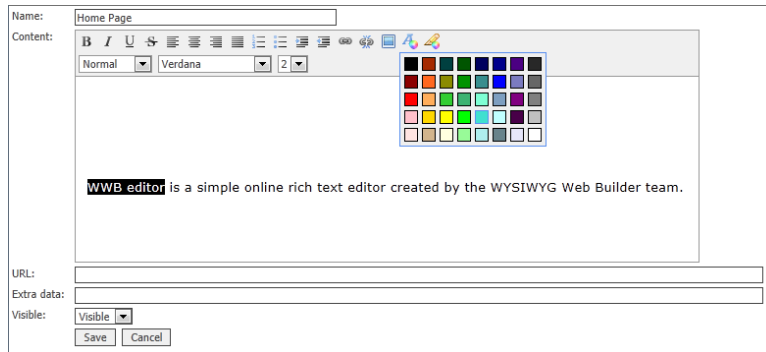 Name: Home Page
Content:
B I U S
Normal Verdana 2
WWB editor is a simple online rich text editor created by the WYSIWYG Web Builder team.
URL:
Extra data:
Visible: Visible
Save Cancel